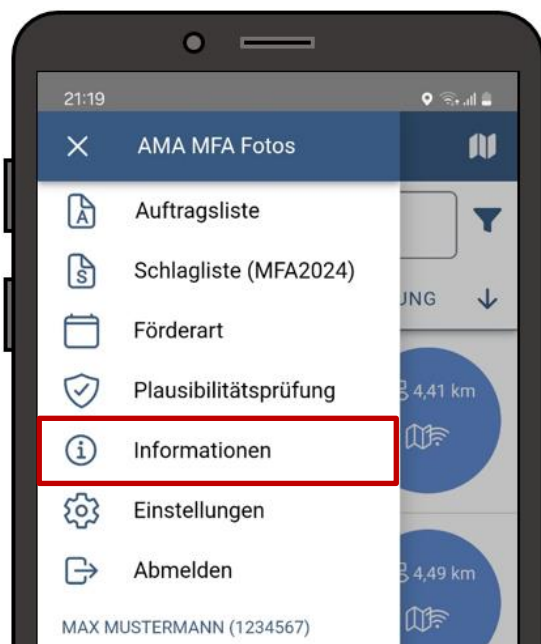 21:19
AMA MFA Fotos
Auftragsliste
Schlagliste (MFA2024)
JNG
Förderart
Plausibilitätsprüfung
4,41 km
Informationen
Einstellungen
Abmelden
4,49 km
MAX MUSTERMANN (1234567)